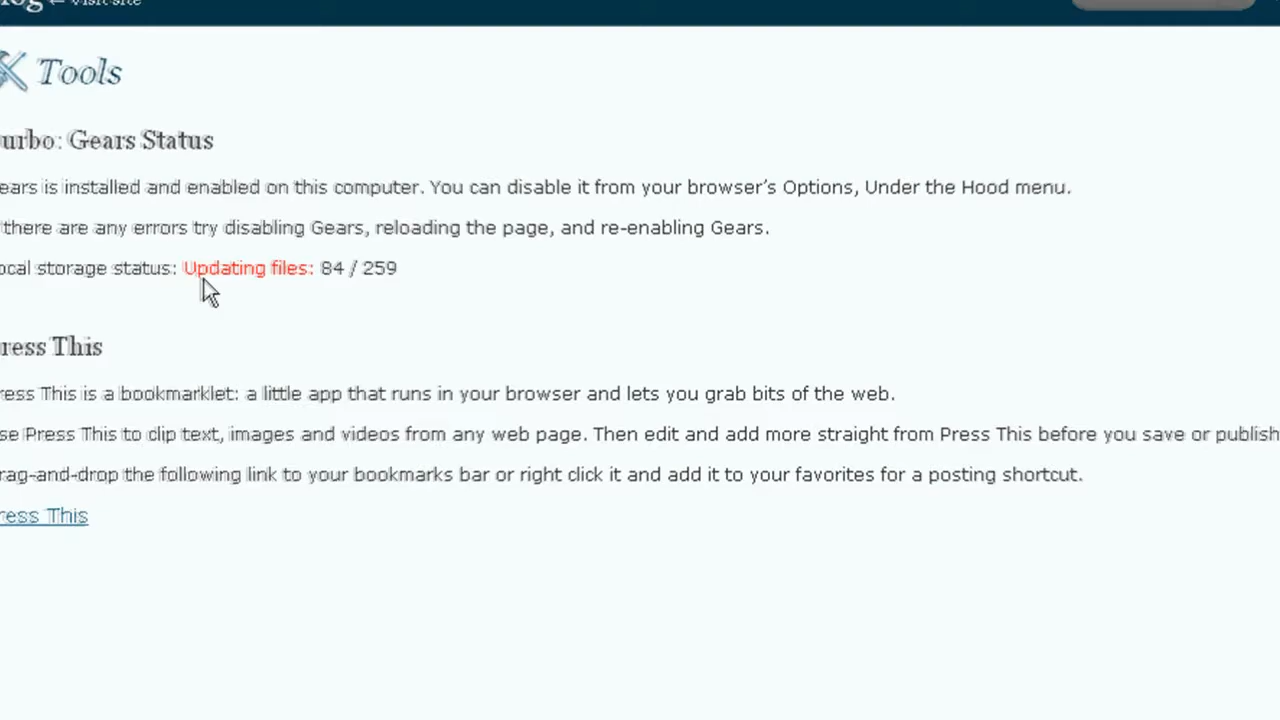 ← Visit site
Tools
urbo: Gears Status
ears is installed and enabled on this computer. You can disable it from your browser's Options, Under the Hood menu.
there are any errors try disabling Gears, reloading the page, and re-enabling Gears.
ocal storage status: Updating files: 84 / 259
ress This
ress This is a bookmarklet: a little app that runs in your browser and lets you grab bits of the web.
se Press This to clip text, images and videos from any web page. Then edit and add more straight from Press This before you save or publish
rag-and-drop the following link to your bookmarks bar or right click it and add it to your favorites for a posting shortcut.
ress This